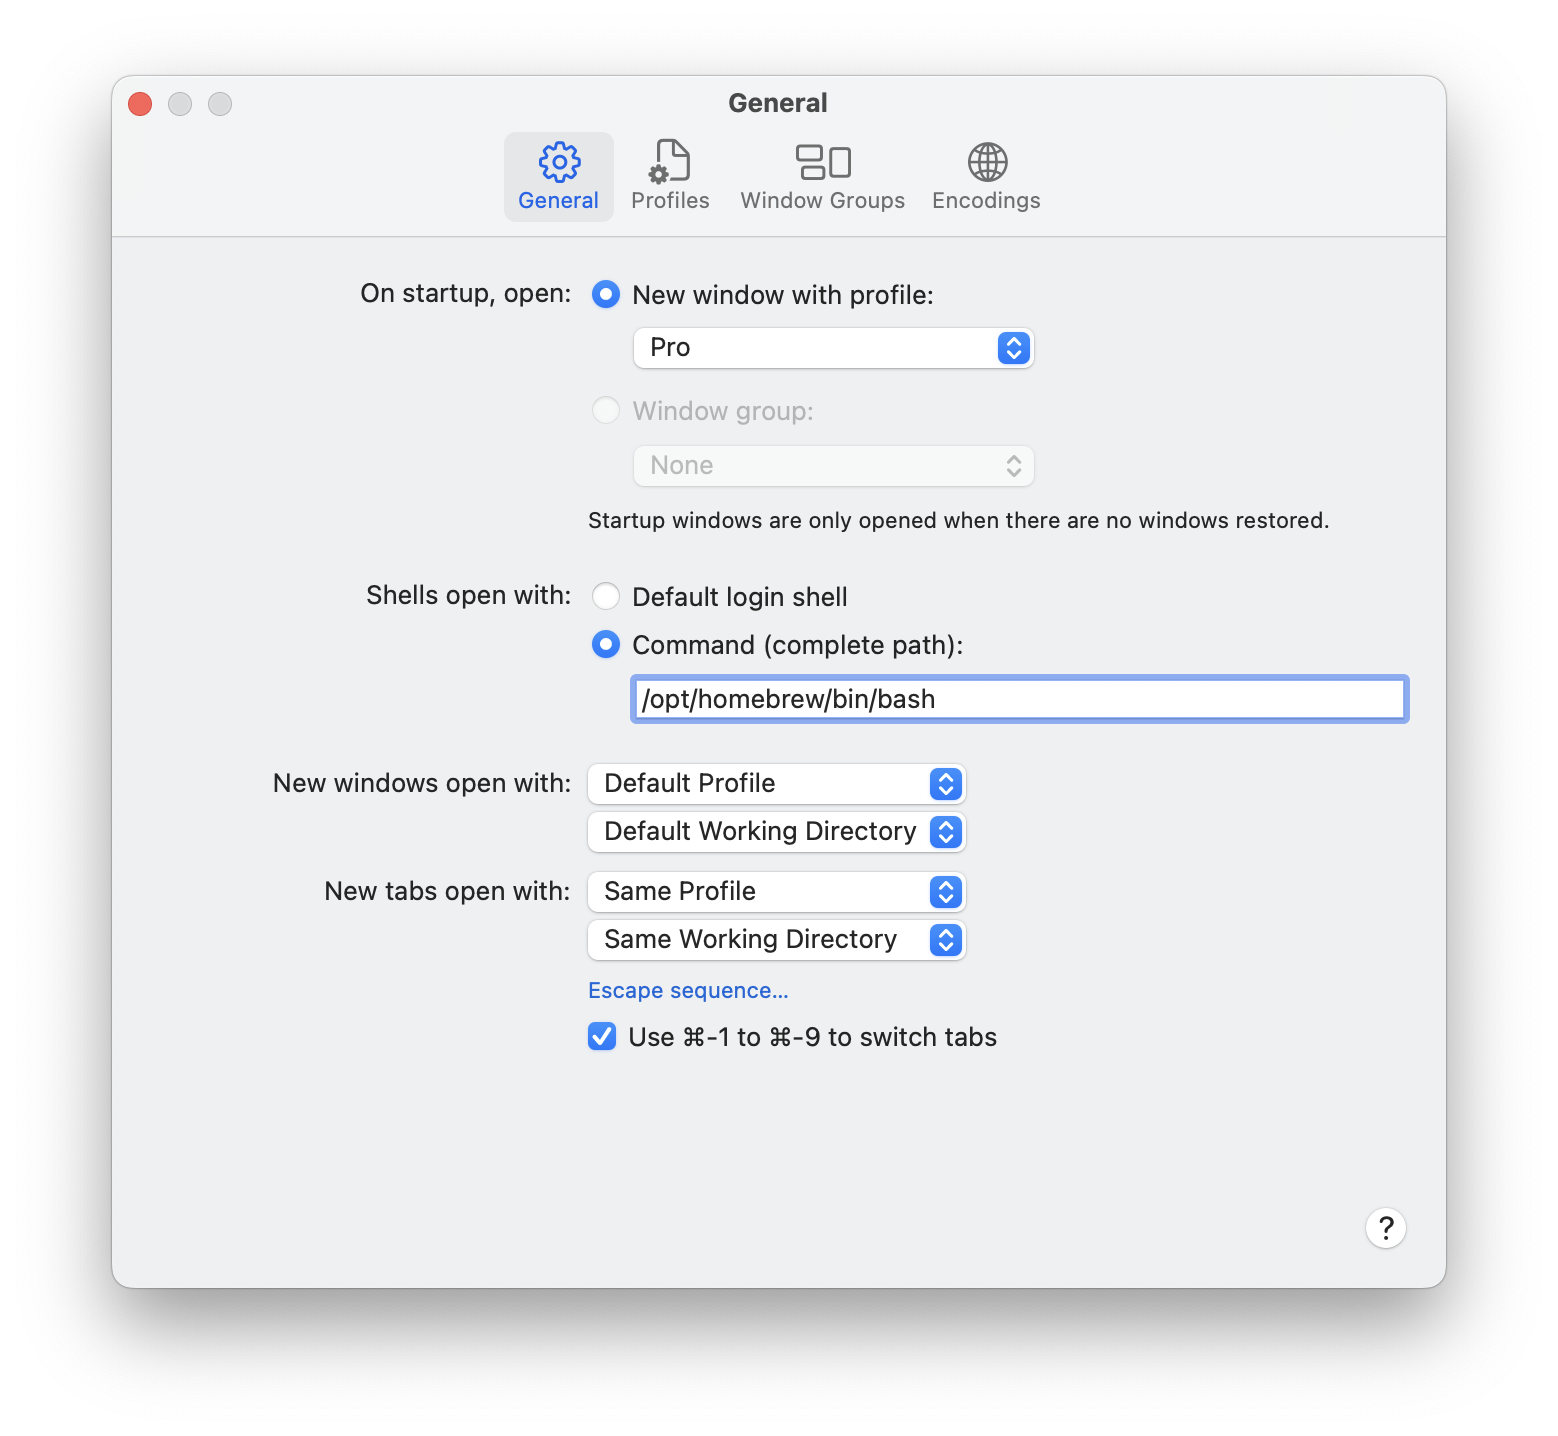 General
General
Profiles
Window Groups
Encodings
On startup, open:
New window with profile:
Pro
Window group:
None
Startup windows are only opened when there are no windows restored.
Shells open with:
Default login shell
Command (complete path):
/opt/homebrew/bin/bash
New windows open with:
Default Profile
Default Working Directory
New tabs open with:
Same Profile
Same Working Directory
Escape sequence...
Use ⌘-1 to ⌘-9 to switch tabs
?